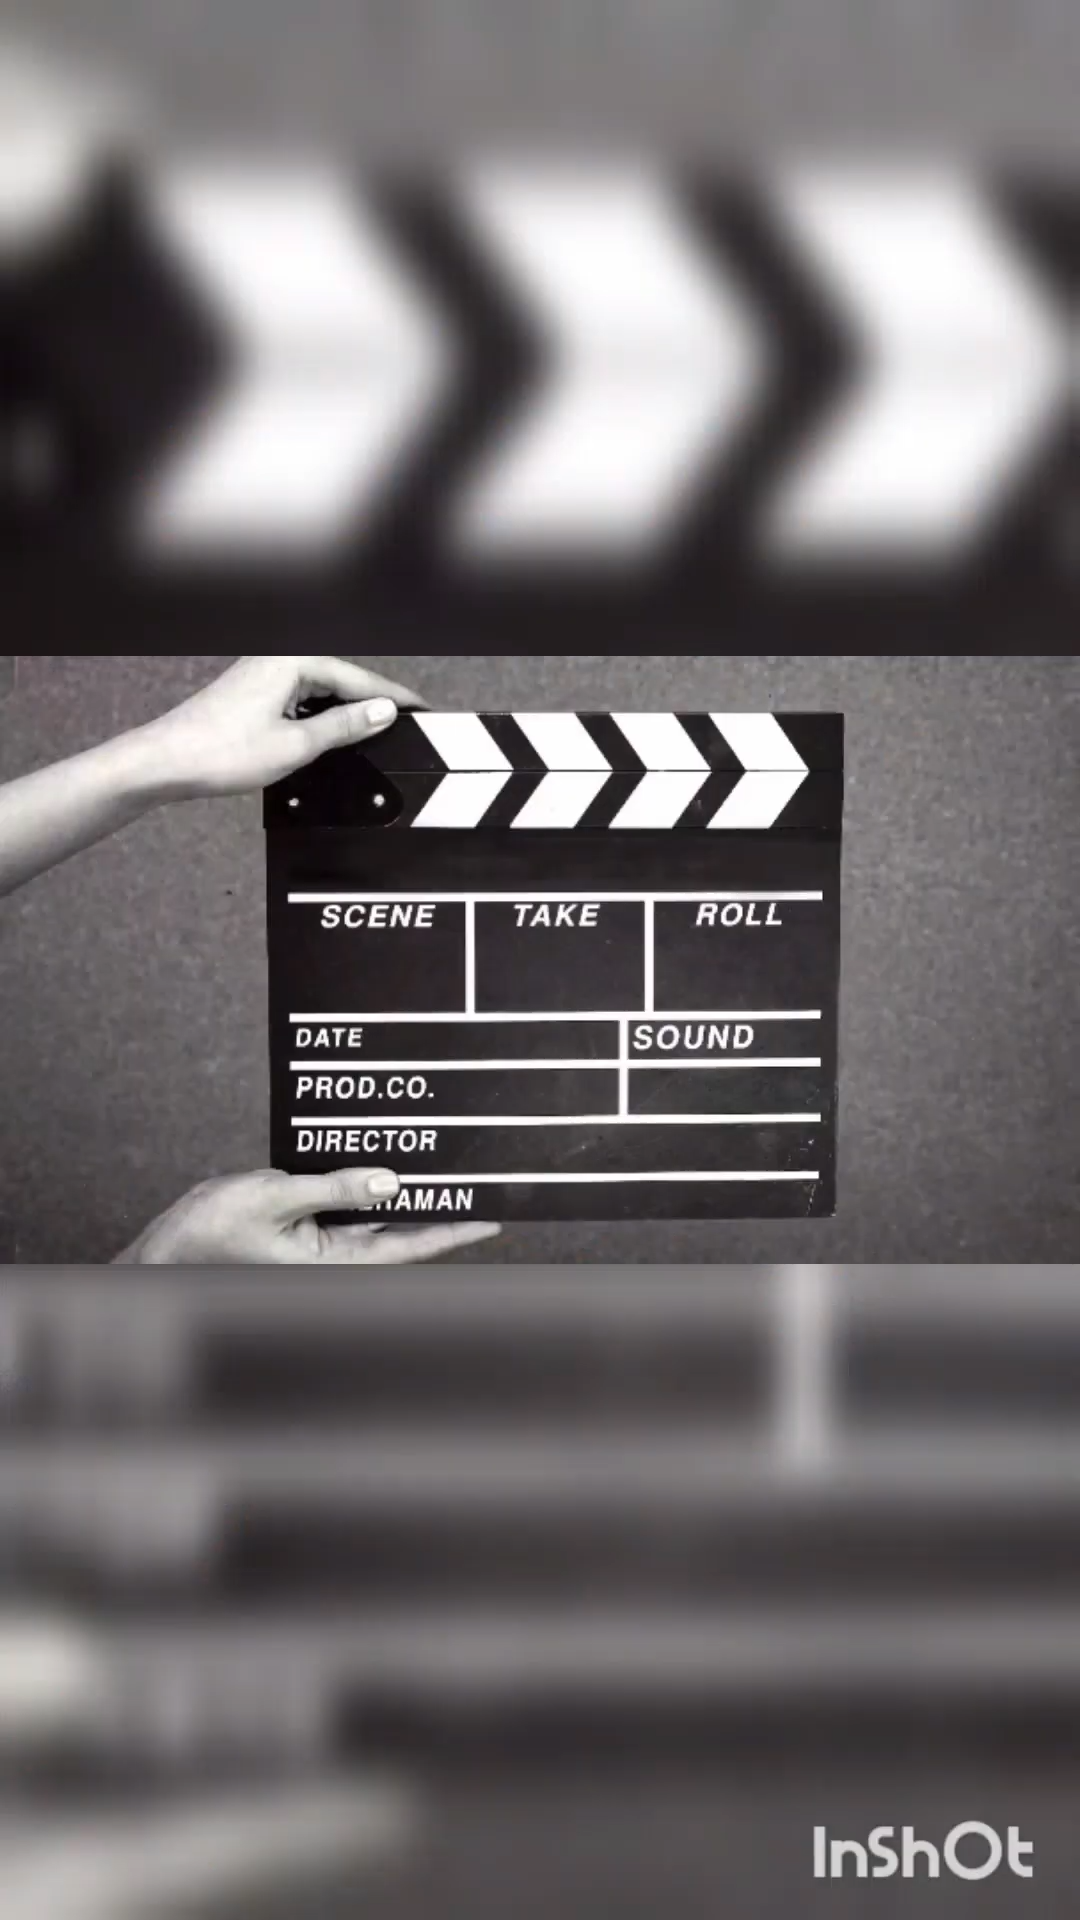 SCENE TAKE ROLL
DATE SOUND
PROD.CO.
DIRECTOR
InShOt